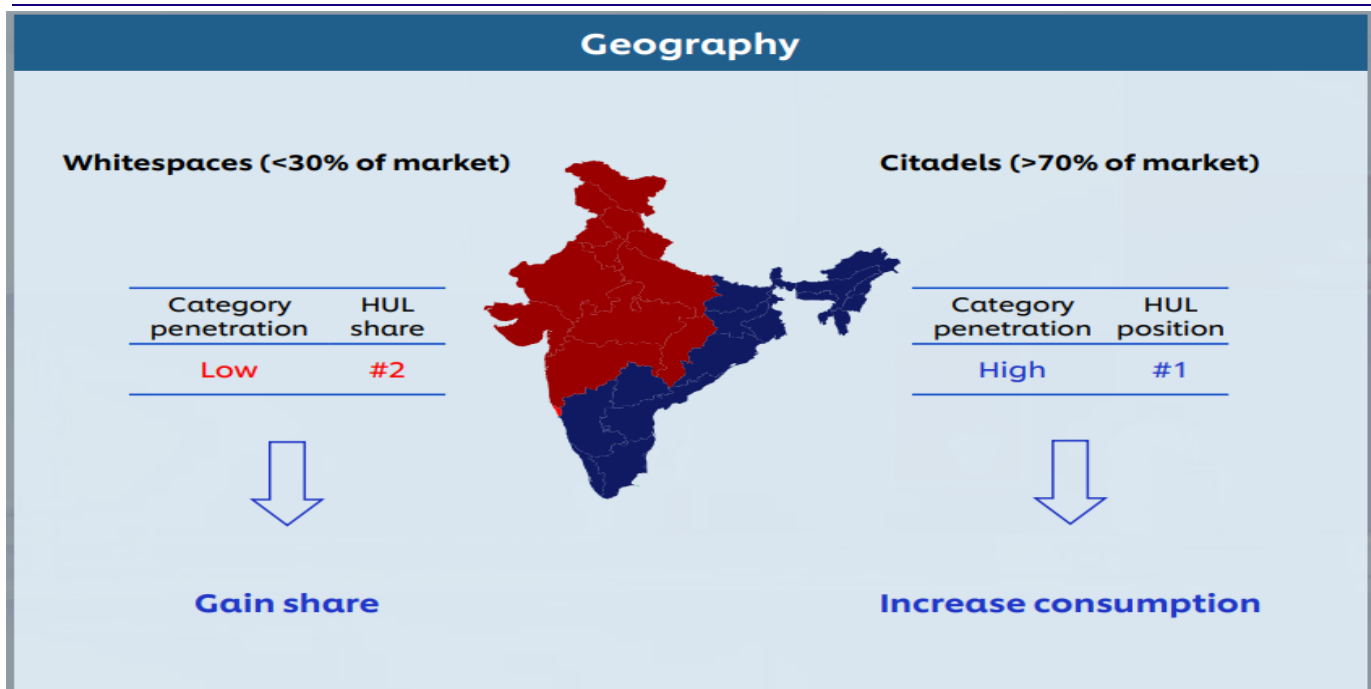 Geography
Whitespaces (<30% of market)
Category penetration
HUL share
Low
#2
Gain share
Citadels (>70% of market)
Category penetration
HUL position
High
#1
Increase consumption